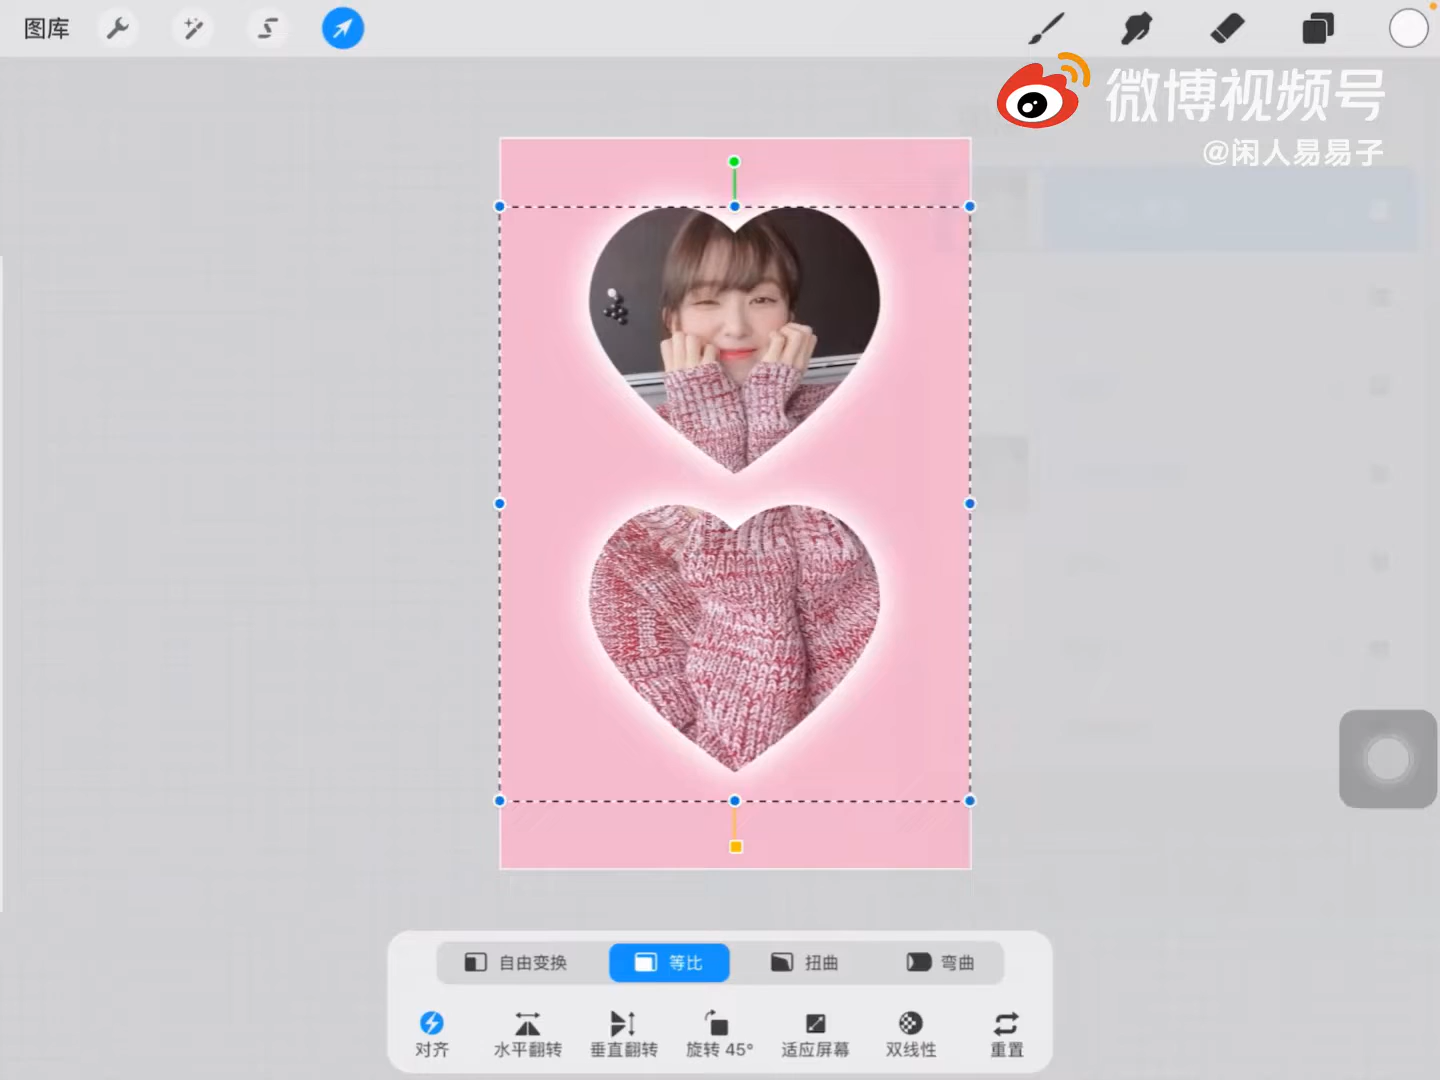 图库
微博视频号
@闲人易易子
自由变换
等比
扭曲
弯曲
对齐
水平翻转
垂直翻转
旋转 45°
适应屏幕
双线性
重置